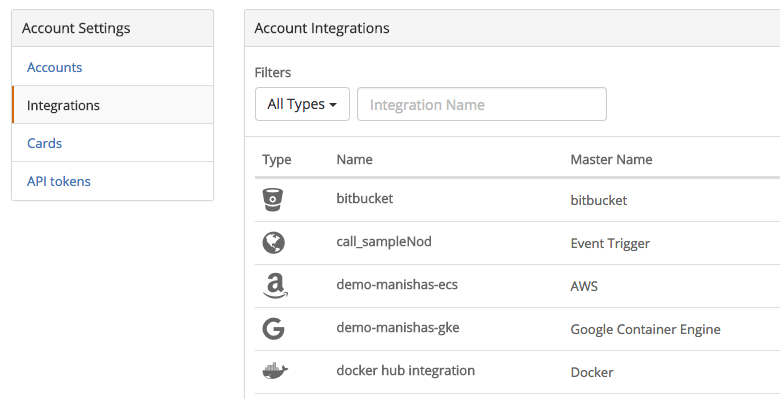 Account Settings
Accounts
Integrations
Cards
API tokens
Account Integrations
Filters
All Types
Integration Name
Type Name Master Name
bitbucket bitbucket
call_sampleNod Event Trigger
demo-manishas-ecs AWS
demo-manishas-gke Google Container Engine
docker hub integration Docker